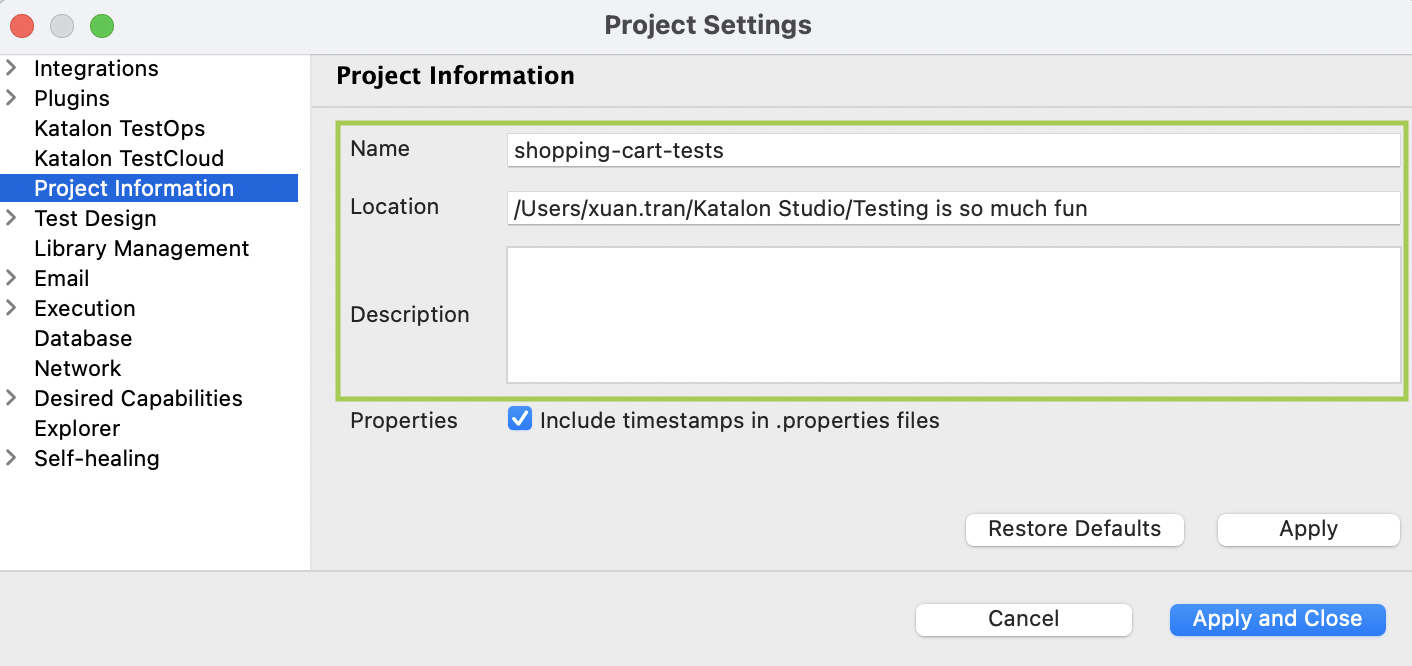 Project Settings
Integrations
Plugins
Katalon TestOps
Katalon TestCloud
Project Information
Test Design
Library Management
Email
Execution
Database
Network
Desired Capabilities
Explorer
Self-healing
Project Information
Name
shopping-cart-tests
Location
/Users/xuan.tran/Katalon Studio/Testing is so much fun
Description
Properties
Include timestamps in .properties files
Restore Defaults
Apply
Cancel
Apply and Close